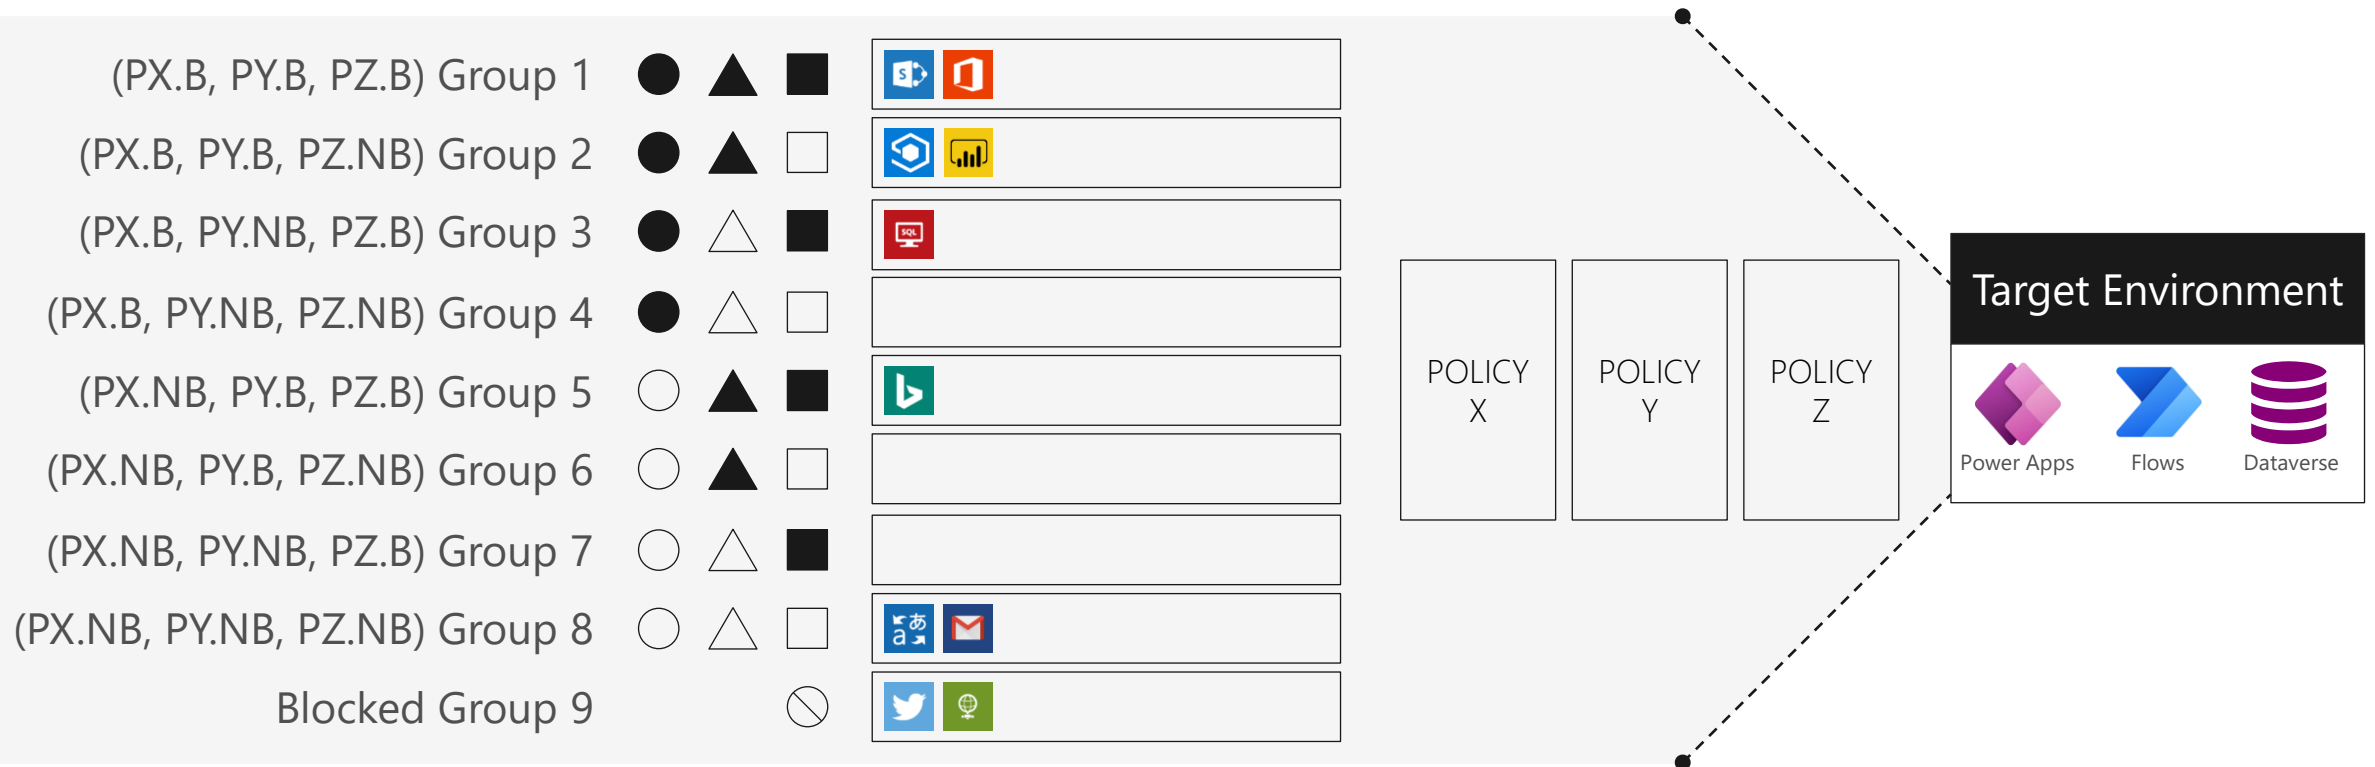 (PX.B, PY.B, PZ.B) Group 1
(PX.B, PY.B, PZ.NB) Group 2
(PX.B, PY.NB, PZ.B) Group 3
(PX.B, PY.NB, PZ.NB) Group 4
(PX.NB, PY.B, PZ.B) Group 5
(PX.NB, PY.B, PZ.NB) Group 6
(PX.NB, PY.NB, PZ.B) Group 7
(PX.NB, PY.NB, PZ.NB) Group 8
Blocked Group 9
S
SQL
あ
a
POLICY
X
POLICY
Y
POLICY
Z
Target Environment
Power Apps
Flows
Dataverse